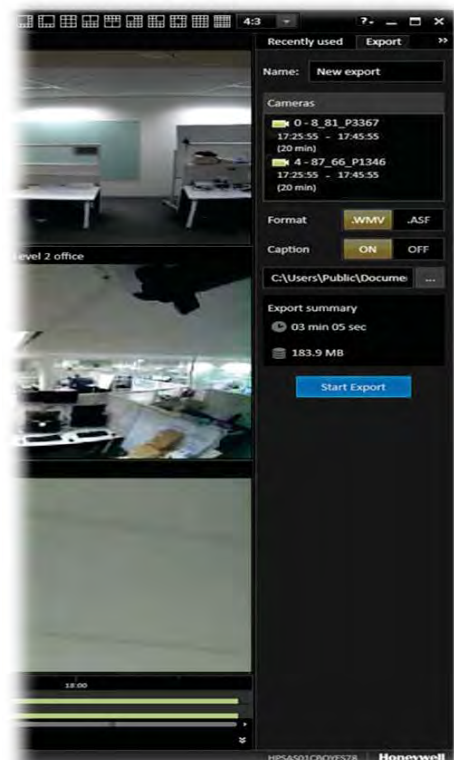 4:3
?
Recently used Export »
Name: New export
Cameras
0 - 8_81_P3367
17:25:55 - 17:45:55
(20 min)
4 - 87_66_P1346
17:25:55 - 17:45:55
(20 min)
Format .WMV .ASF
Caption ON OFF
C:\Users\Public\Docume ...
Export summary
03 min 05 sec
183.9 MB
Start Export
evel 2 office
18:00
HPSAS01CBOYES78 Honeywell